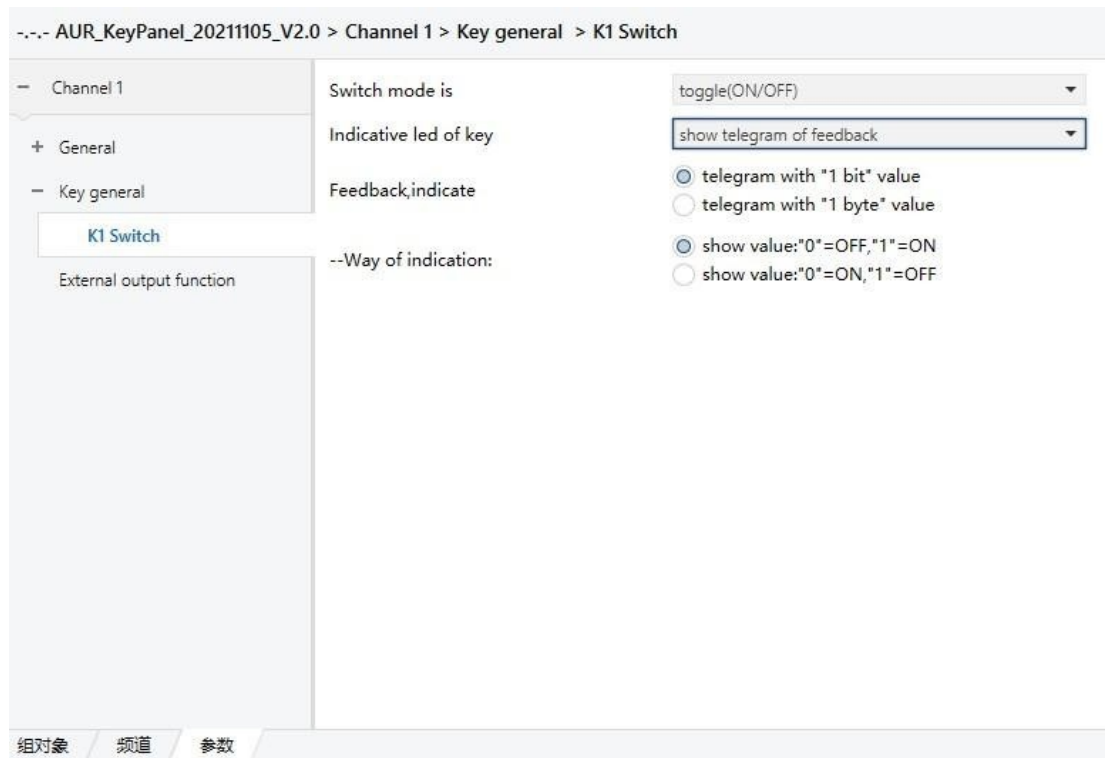 -.-.- AUR_KeyPanel_20211105_V2.0 > Channel 1 > Key general > K1 Switch
Channel 1
General
Key general
K1 Switch
External output function
Switch mode is
toggle(ON/OFF)
Indicative led of key
show telegram of feedback
Feedback,indicate
telegram with "1 bit" value
telegram with "1 byte" value
--Way of indication:
show value:"0"=OFF,"1"=ON
show value:"0"=ON,"1"=OFF
组对象 频道 参数